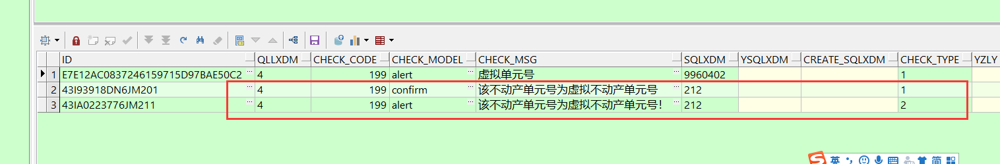 ID QLLXDM CHECK_CODE CHECK_MODEL CHECK_MSG SQLXDM YSQLXDM CREATE_SQLXDM CHECK_TYPE YZLY
1 E7E12AC0837246159715D97BAE50C2 ... 4 199 alert ... 虚拟单元号 ... 9960402 1
2 43I93918DN6JM201 ... 4 199 confirm ... 该不动产单元号为虚拟不动产单元号 ... 212 1
3 43IA0223776JM211 ... 4 199 alert ... 该不动产单元号为虚拟不动产单元号! ... 212 2
S 英 简